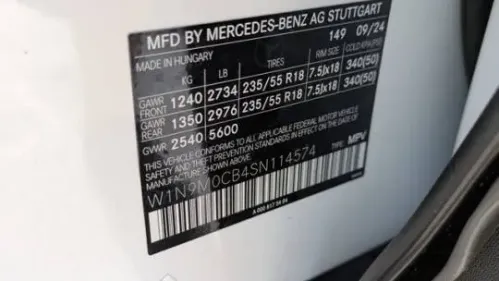 MFD BY MERCEDES-BENZ AG STUTTGART
MADE IN HUNGARY 149 09/24
KG LB TIRES RIM SIZE COLD KPA(PSI)
GAWR FRONT 1240 2734 235/55 R18 7.5Jx18 340(50)
GAWR REAR 1350 2976 235/55 R18 7.5Jx18 340(50)
GVWR 2540 5600
THIS VEHICLE CONFORMS TO ALL APPLICABLE FEDERAL MOTOR VEHICLE
SAFETY AND THEFT PREVENTION STANDARDS IN EFFECT ON THE DATE OF
MANUFACTURE SHOWN ABOVE.
W1N9M0CB4SN114574 TYPE: MPV